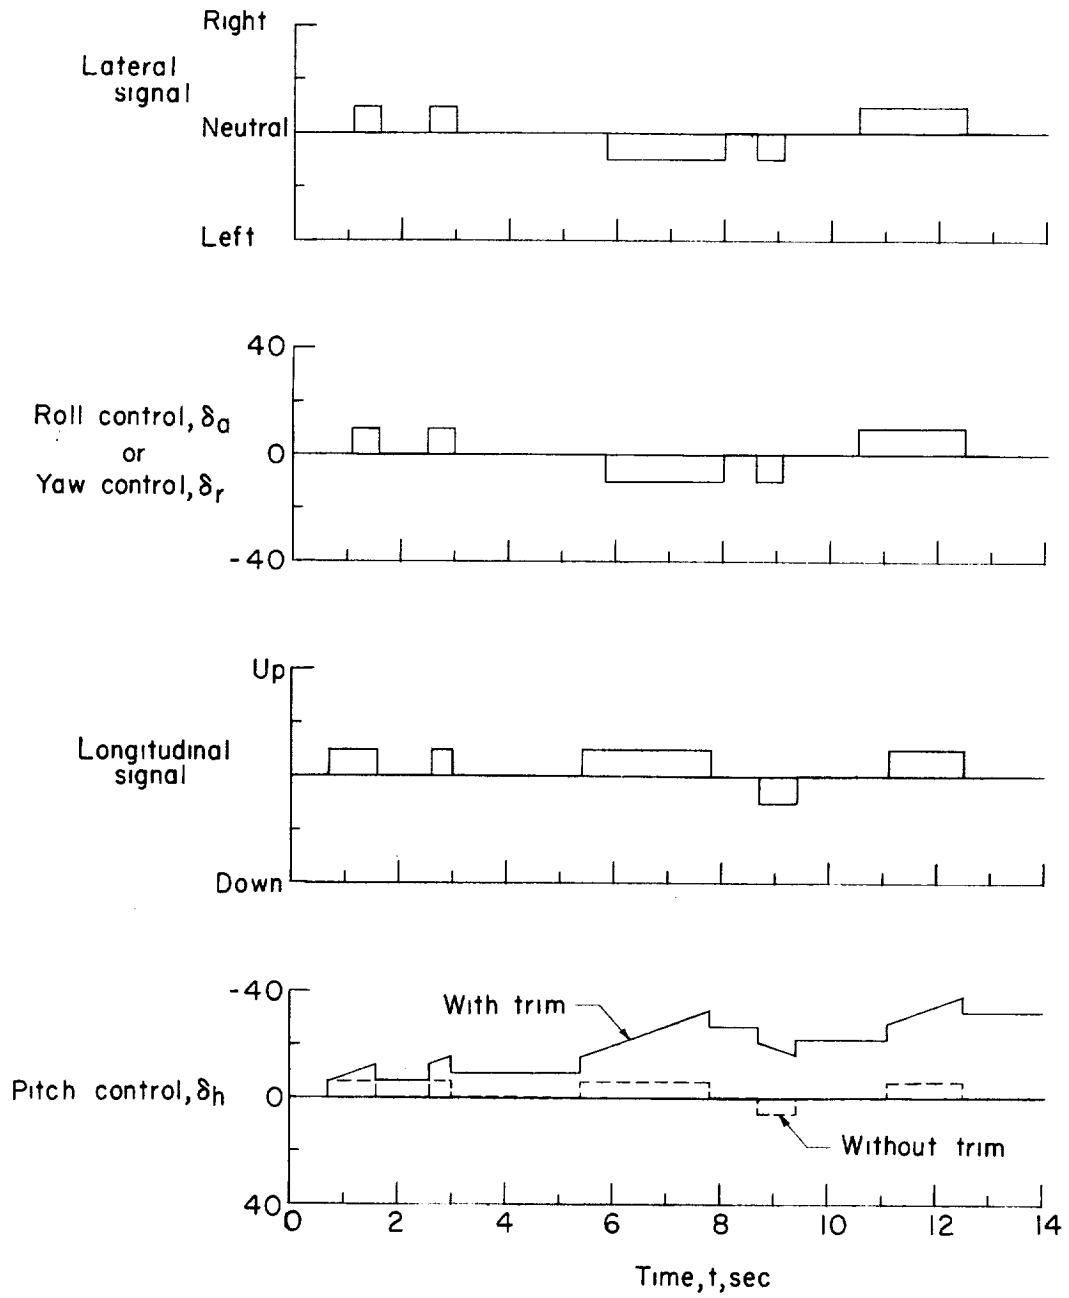 Right
Lateral
signal
Neutral
Left
40
Roll control, δa
or
Yaw control, δr
0
-40
Up
Longitudinal
signal
Down
-40
With trim
Pitch control, δh
0
Without trim
40
0 2 4 6 8 10 12 14
Time, t, sec